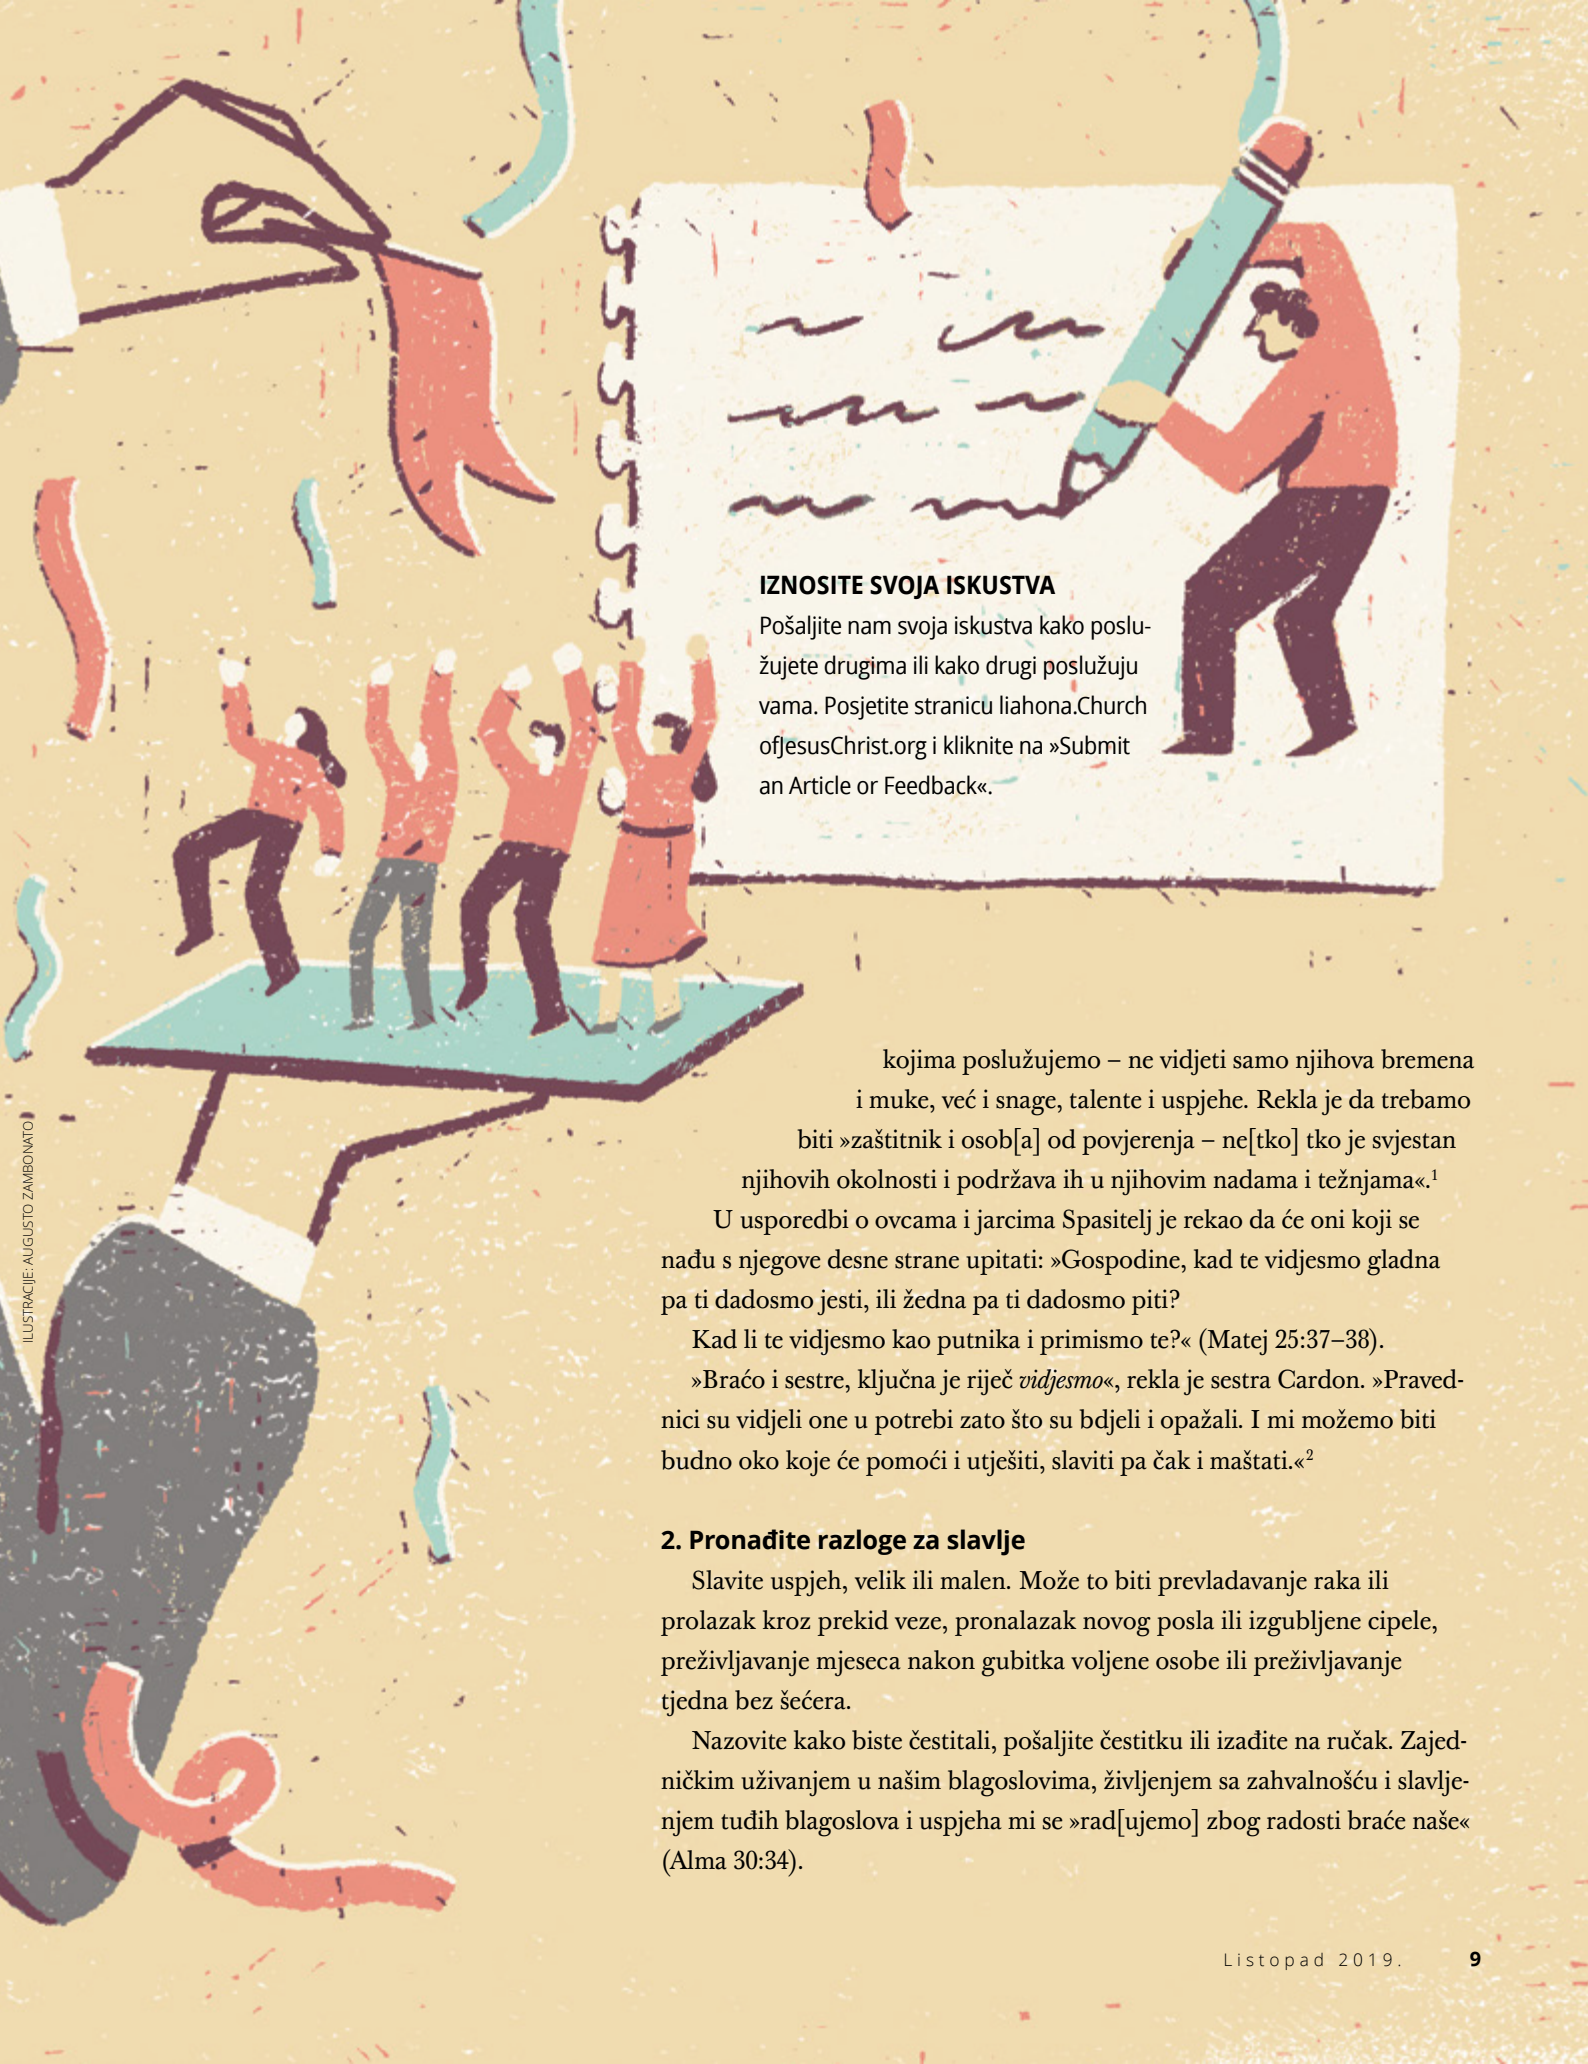 IZNOSITE SVOJA ISKUSTVA
Pošaljite nam svoja iskustva kako poslu-
žujete drugima ili kako drugi poslužuju
vama. Posjetite stranicu liahona.Church
ofJesusChrist.org i kliknite na »Submit
an Article or Feedback«.
kojima poslužujemo – ne vidjeti samo njihova bremena
i muke, već i snage, talente i uspjehe. Rekla je da trebamo
biti »zaštitnik i osob[a] od povjerenja – ne[tko] tko je svjestan
njihovih okolnosti i podržava ih u njihovim nadama i težnjama«.¹
U usporedbi o ovcama i jarcima Spasitelj je rekao da će oni koji se
nađu s njegove desne strane upitati: »Gospodine, kad te vidjesmo gladna
pa ti dadosmo jesti, ili žedna pa ti dadosmo piti?
Kad li te vidjesmo kao putnika i primismo te?« (Matej 25:37–38).
»Braćo i sestre, ključna je riječ vidjesmo«, rekla je sestra Cardon. »Praved-
nici su vidjeli one u potrebi zato što su bdjeli i opažali. I mi možemo biti
budno oko koje će pomoći i utješiti, slaviti pa čak i maštati.«²
2. Pronađite razloge za slavlje
Slavite uspjeh, velik ili malen. Može to biti prevladavanje raka ili
prolazak kroz prekid veze, pronalazak novog posla ili izgubljene cipele,
preživljavanje mjeseca nakon gubitka voljene osobe ili preživljavanje
tjedna bez šećera.
Nazovite kako biste čestitali, pošaljite čestitku ili izađite na ručak. Zajed-
ničkim uživanjem u našim blagoslovima, življenjem sa zahvalnošću i slavlje-
njem tuđih blagoslova i uspjeha mi se »rad[ujemo] zbog radosti braće naše«
(Alma 30:34).
ILUSTRACIJE: AUGUSTO ZAMBONATO
Listopad 2019. 9